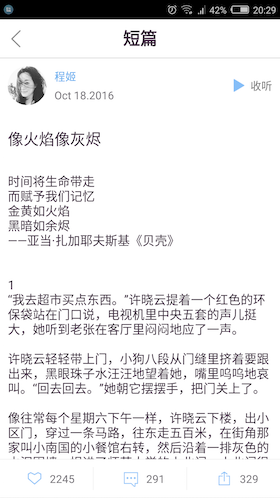 42% 20:29
短篇
程姬
收听
Oct 18.2016
像火焰像灰烬
时间将生命带走
而赋予我们记忆
金黄如火焰
黑暗如余烬
——亚当·扎加耶夫斯基《贝壳》
1
“我去超市买点东西。”许晓云提着一个红色的环
保袋站在门口说，电视机里中央五套的声儿挺
大，她听到老张在客厅里闷闷地应了一声。
许晓云轻轻带上门，小狗八段从门缝里挤着要跟
出来，黑眼珠子水汪汪地望着她，嘴里呜呜地哀
叫。“回去回去。”她朝它摆摆手，把门关上了。
像往常每个星期六下午一样，许晓云下楼，出小
区门，穿过一条马路，往东走五百米，在街角那
家叫小南国的小餐馆右转，然后沿着一排灰色的
2245
291
329